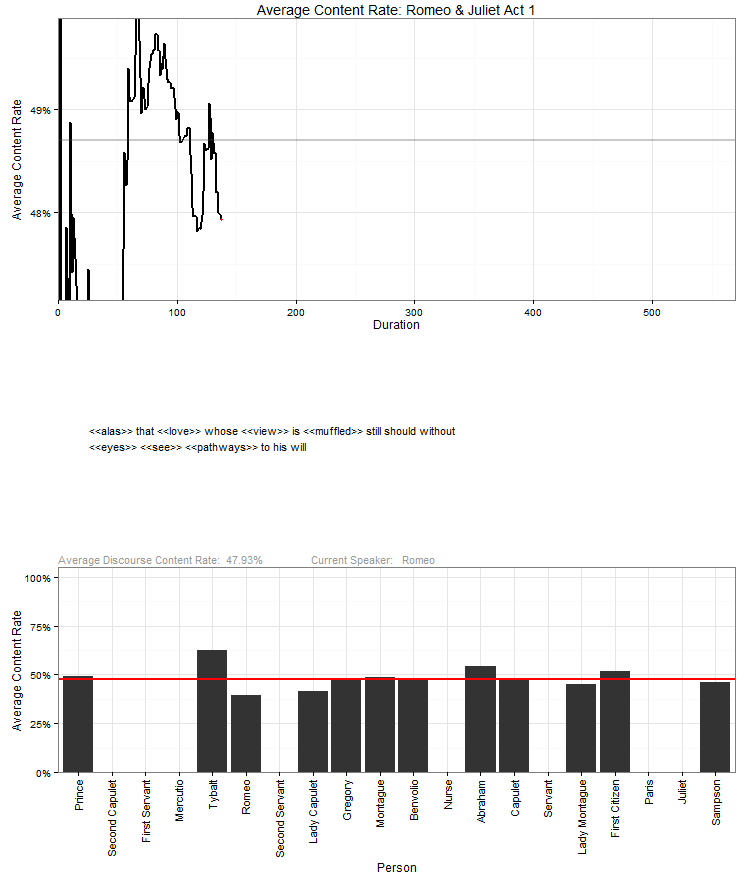 Average Content Rate: Romeo & Juliet Act 1
Average Content Rate
49%
48%
0
100
200
300
400
500
Duration
<<alas>> that <<love>> whose <<view>> is <<muffled>> still should without
<<eyes>> <<see>> <<pathways>> to his will
Average Discourse Content Rate: 47.93%
Current Speaker: Romeo
Average Content Rate
100%
75%
50%
25%
0%
Prince
Second Capulet
First Servant
Mercutio
Tybalt
Romeo
Second Servant
Lady Capulet
Gregory
Montague
Benvolio
Nurse
Abraham
Capulet
Servant
Lady Montague
First Citizen
Paris
Juliet
Sampson
Person